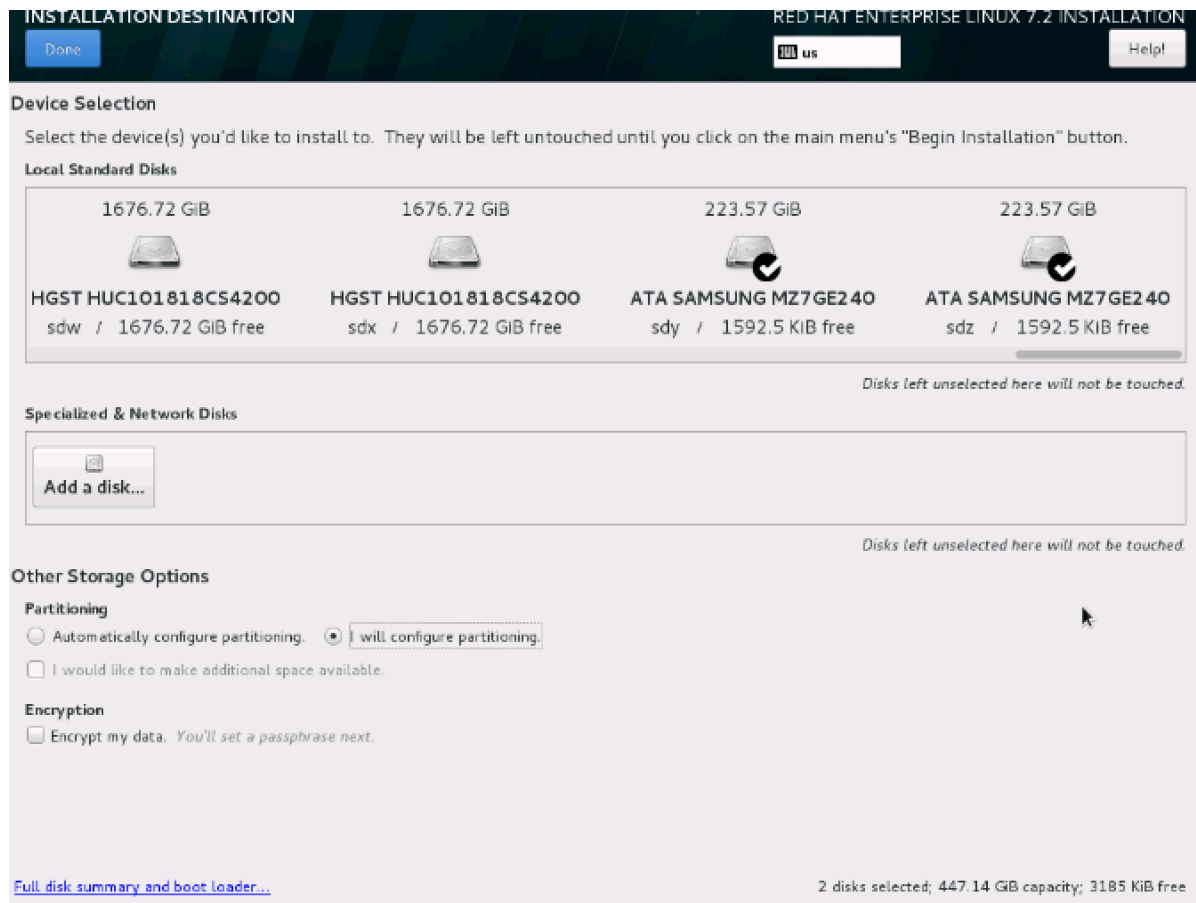 INSTALLATION DESTINATION
RED HAT ENTERPRISE LINUX 7.2 INSTALLATION
Done
us
Help!
Device Selection
Select the device(s) you'd like to install to. They will be left untouched until you click on the main menu's "Begin Installation" button.
Local Standard Disks
1676.72 GiB 1676.72 GiB 223.57 GiB 223.57 GiB
HGST HUC101818CS4200 HGST HUC101818CS4200 ATA SAMSUNG MZ7GE240 ATA SAMSUNG MZ7GE240
sdw / 1676.72 GiB free sdx / 1676.72 GiB free sdy / 1592.5 KiB free sdz / 1592.5 KiB free
Disks left unselected here will not be touched.
Specialized & Network Disks
Add a disk...
Disks left unselected here will not be touched.
Other Storage Options
Partitioning
Automatically configure partitioning. I will configure partitioning.
I would like to make additional space available.
Encryption
Encrypt my data. You'll set a passphrase next.
Full disk summary and boot loader...
2 disks selected; 447.14 GiB capacity; 3185 KiB free